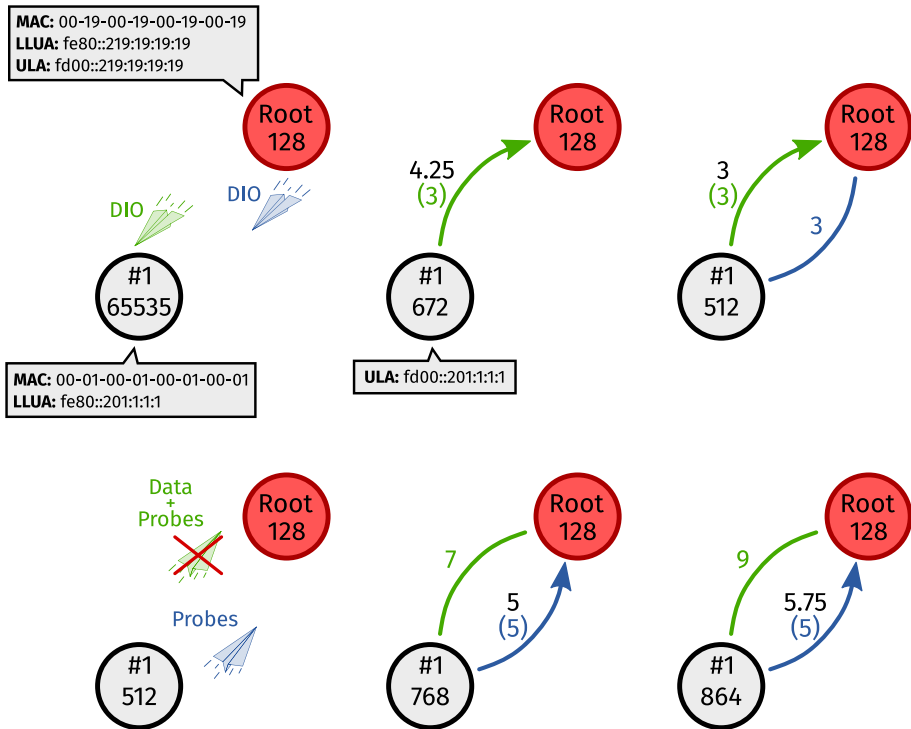 MAC: 00-19-00-19-00-19-00-19
LLUA: fe80::219:19:19:19
ULA: fd00::219:19:19:19
Root
128
DIO
DIO
#1
65535
MAC: 00-01-00-01-00-01-00-01
LLUA: fe80::201:1:1:1
Root
128
4.25
(3)
#1
672
ULA: fd00::201:1:1:1
Root
128
3
(3)
3
#1
512
Data
+
Probes
Root
128
Probes
#1
512
Root
128
7
5
(5)
#1
768
Root
128
9
5.75
(5)
#1
864